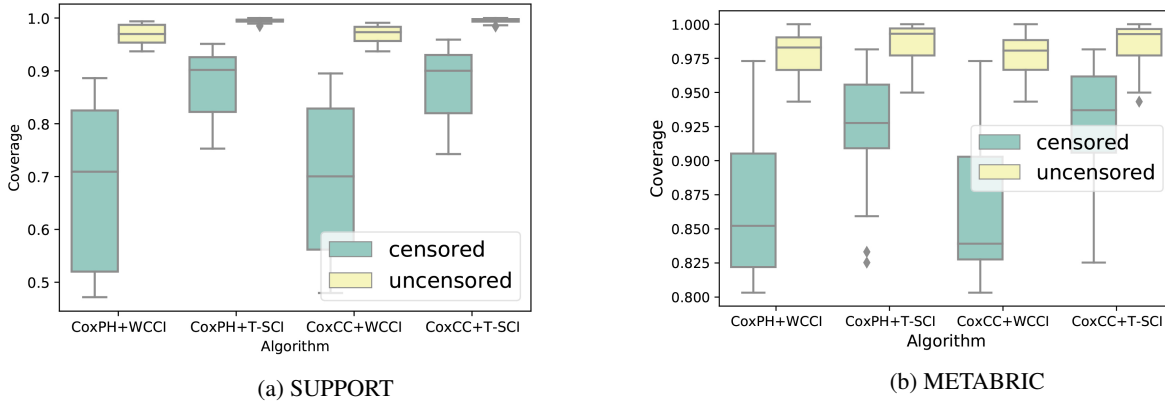 1.0
0.9
0.8
0.7
0.6
0.5
Coverage
censored
uncensored
CoxPH+WCCI CoxPH+T-SCI CoxCC+WCCI CoxCC+T-SCI
Algorithm
(a) SUPPORT
1.000
0.975
0.950
0.925
0.900
0.875
0.850
0.825
0.800
Coverage
censored
uncensored
CoxPH+WCCI CoxPH+T-SCI CoxCC+WCCI CoxCC+T-SCI
Algorithm
(b) METABRIC